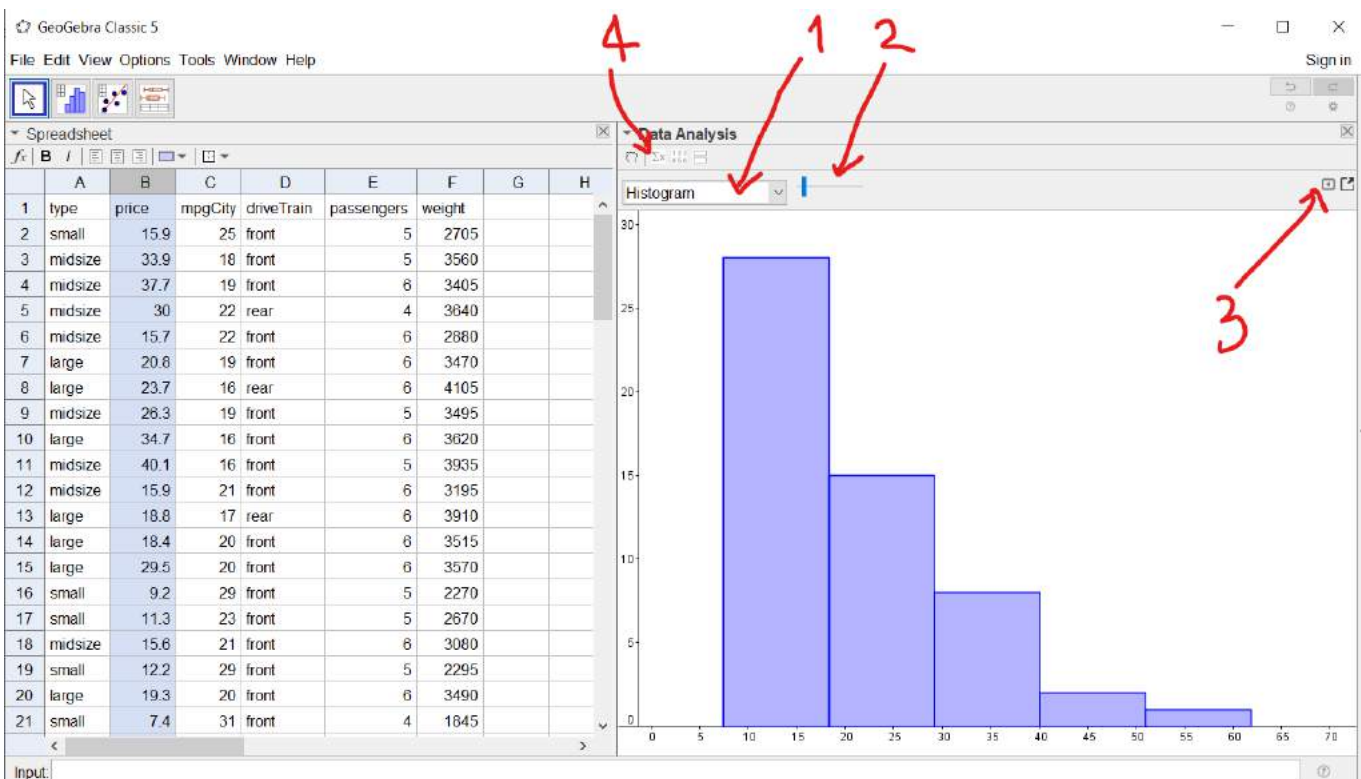 GeoGebra Classic 5
4 1 2
File Edit View Options Tools Window Help
Sign in
Spreadsheet
Data Analysis
fx B I
Σx
Histogram
A B C D E F G H
1 type price mpgCity driveTrain passengers weight
2 small 15.9 25 front 5 2705
3 midsize 33.9 18 front 5 3560
4 midsize 37.7 19 front 6 3405
5 midsize 30 22 rear 4 3640
6 midsize 15.7 22 front 6 2880
7 large 20.8 19 front 6 3470
8 large 23.7 16 rear 6 4105
9 midsize 26.3 19 front 5 3495
10 large 34.7 16 front 6 3620
11 midsize 40.1 16 front 5 3935
12 midsize 15.9 21 front 6 3195
13 large 18.8 17 rear 6 3910
14 large 18.4 20 front 6 3515
15 large 29.5 20 front 6 3570
16 small 9.2 29 front 5 2270
17 small 11.3 23 front 5 2670
18 midsize 15.6 21 front 6 3080
19 small 12.2 29 front 5 2295
20 large 19.3 20 front 6 3490
21 small 7.4 31 front 4 1845
3
30
25
20
15
10
5
0
0 5 10 15 20 25 30 35 40 45 50 55 60 65 70
Input: